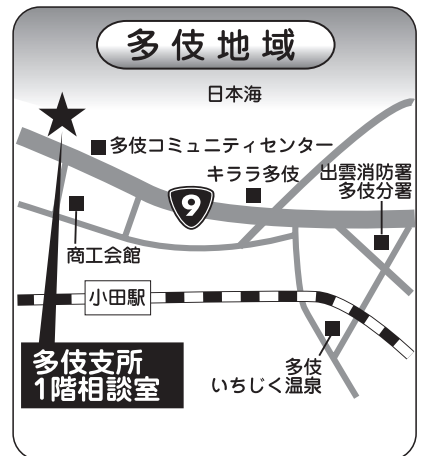 多伎地域
日本海
多伎コミュニティセンター
キララ多伎
出雲消防署
多伎分署
9
商工会館
小田駅
多伎支所
1階相談室
多伎
いちじく温泉